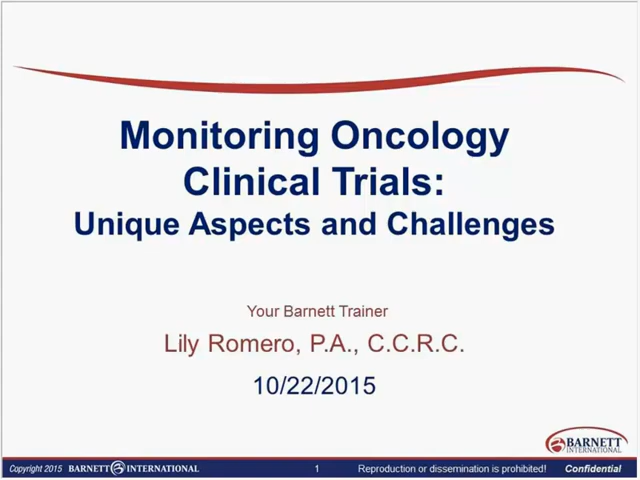 Monitoring Oncology
Clinical Trials:
Unique Aspects and Challenges
Your Barnett Trainer
Lily Romero, P.A., C.C.R.C.
10/22/2015
BARNETT
INTERNATIONAL
Copyright 2015 BARNETT INTERNATIONAL 1 Reproduction or dissemination is prohibited! Confidential